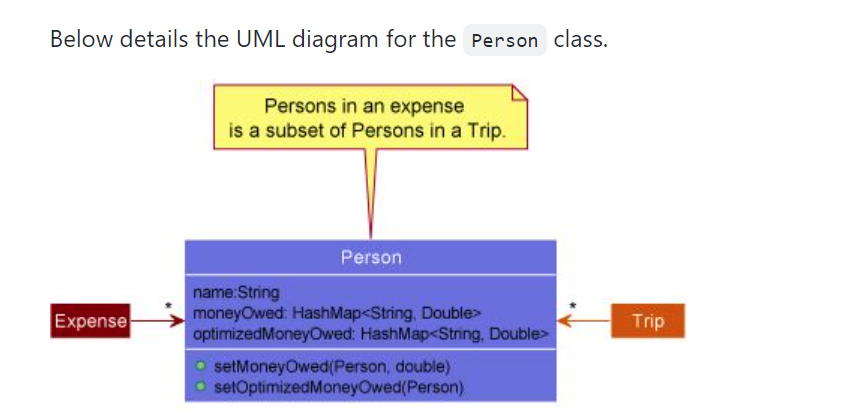 Below details the UML diagram for the Person class.
Persons in an expense
is a subset of Persons in a Trip.
Person
name:String
moneyOwed: HashMap<String, Double>
optimizedMoneyOwed: HashMap<String, Double>
setMoneyOwed(Person, double)
setOptimizedMoneyOwed(Person)
Expense
*
*
Trip